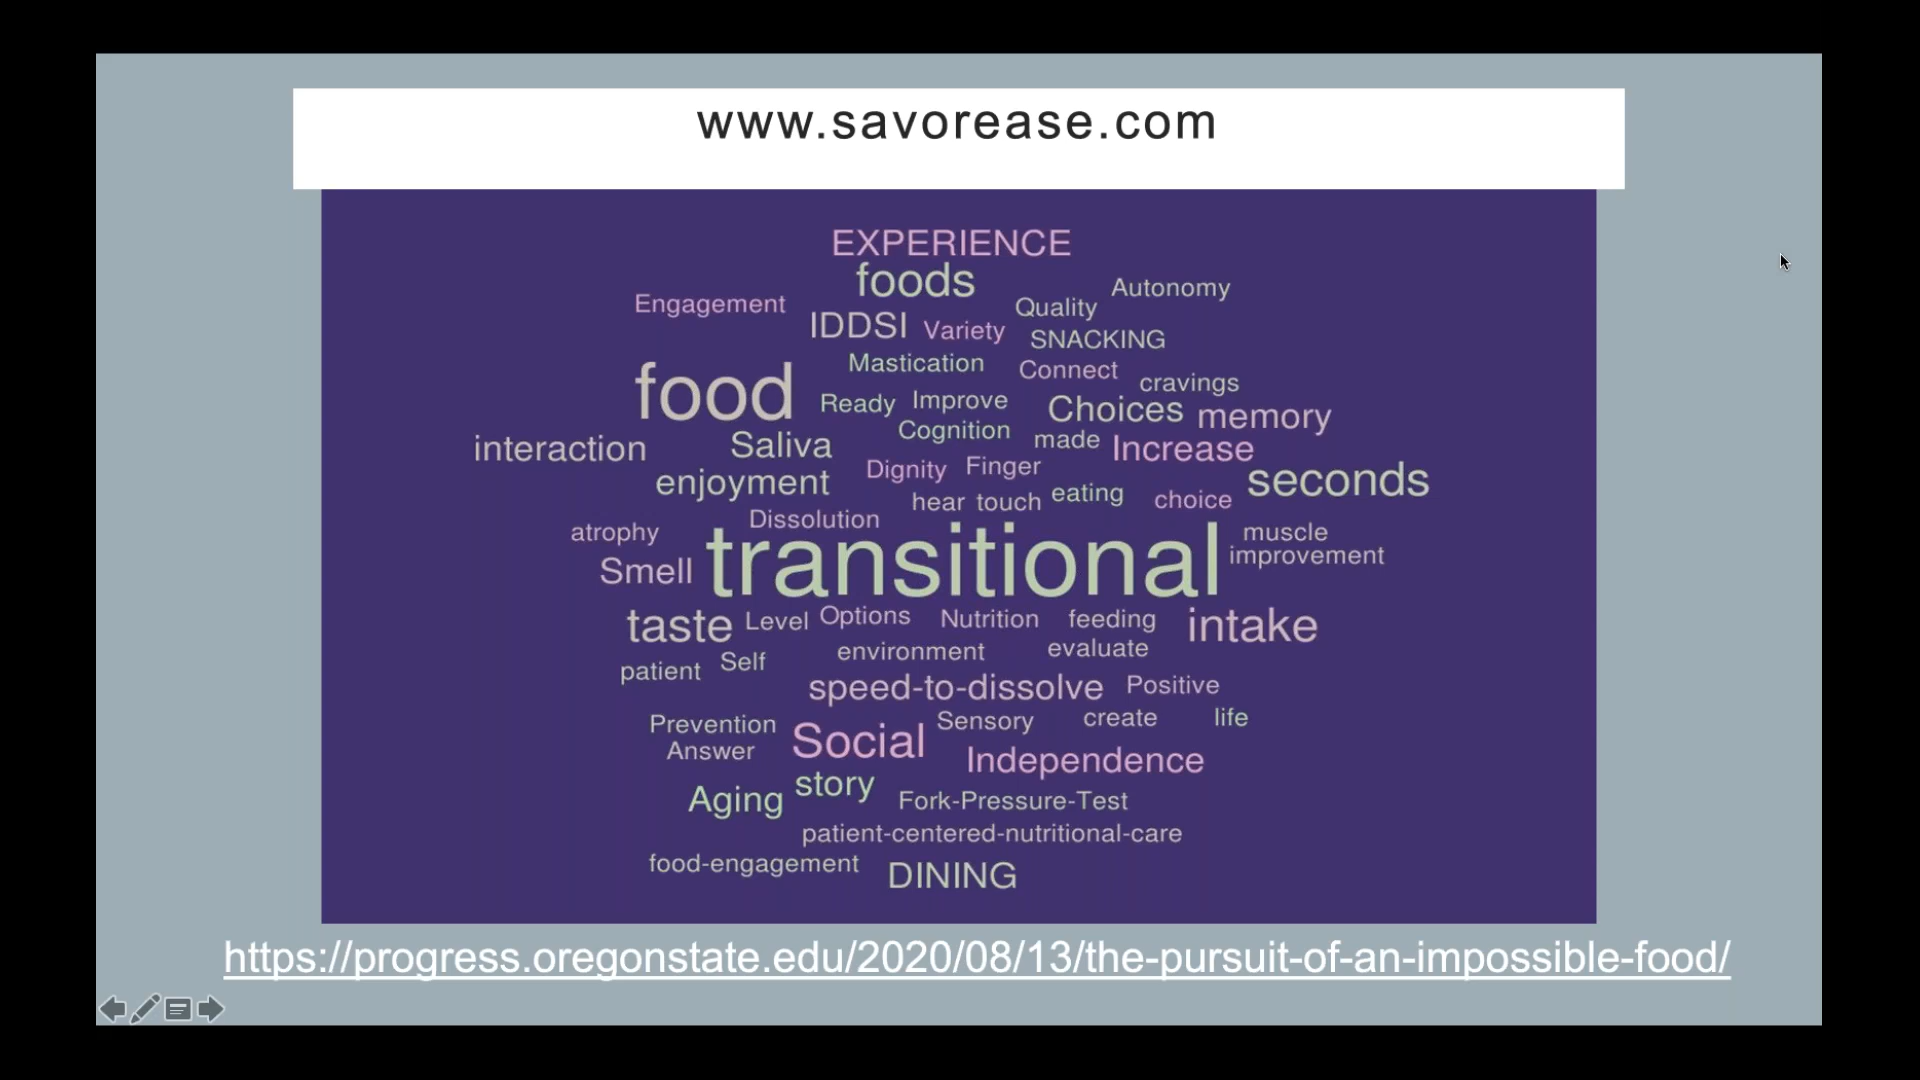 www.savorease.com
EXPERIENCE
foods
Autonomy
Engagement
Quality
IDDSI Variety
SNACKING
Mastication
Connect
cravings
food
Ready Improve
Choices memory
Cognition
made
interaction Saliva
Increase
Dignity Finger
enjoyment
seconds
hear touch eating choice
Dissolution
atrophy
muscle
transitional
improvement
Smell
taste Level Options Nutrition feeding intake
environment evaluate
patient Self
speed-to-dissolve Positive
Prevention
Sensory create life
Social
Answer
Independence
Aging story
Fork-Pressure-Test
patient-centered-nutritional-care
food-engagement DINING
https://progress.oregonstate.edu/2020/08/13/the-pursuit-of-an-impossible-food/